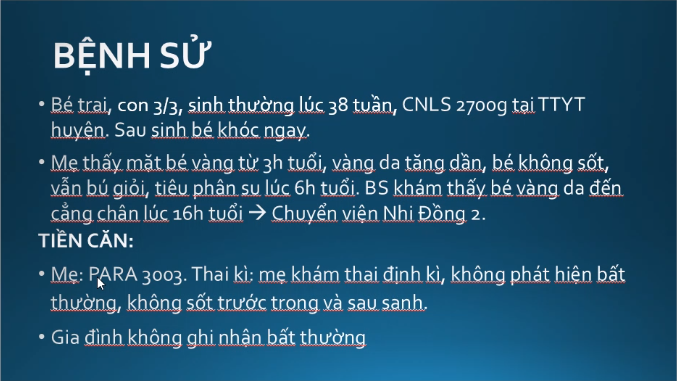 BỆNH SỬ
• Bé trai, con 3/3, sinh thường lúc 38 tuần, CNLS 2700g tại TTYT
huyện. Sau sinh bé khóc ngay.
• Mẹ thấy mặt bé vàng từ 3h tuổi, vàng da tăng dần, bé không sốt,
vẫn bú giỏi, tiêu phân su lúc 6h tuổi. BS khám thấy bé vàng da đến
cẳng chân lúc 16h tuổi → Chuyển viện Nhi Đồng 2.
TIỀN CĂN:
• Mẹ: PARA 3003. Thai kì: mẹ khám thai định kì, không phát hiện bất
thường, không sốt trước trong và sau sanh.
• Gia đình không ghi nhận bất thường